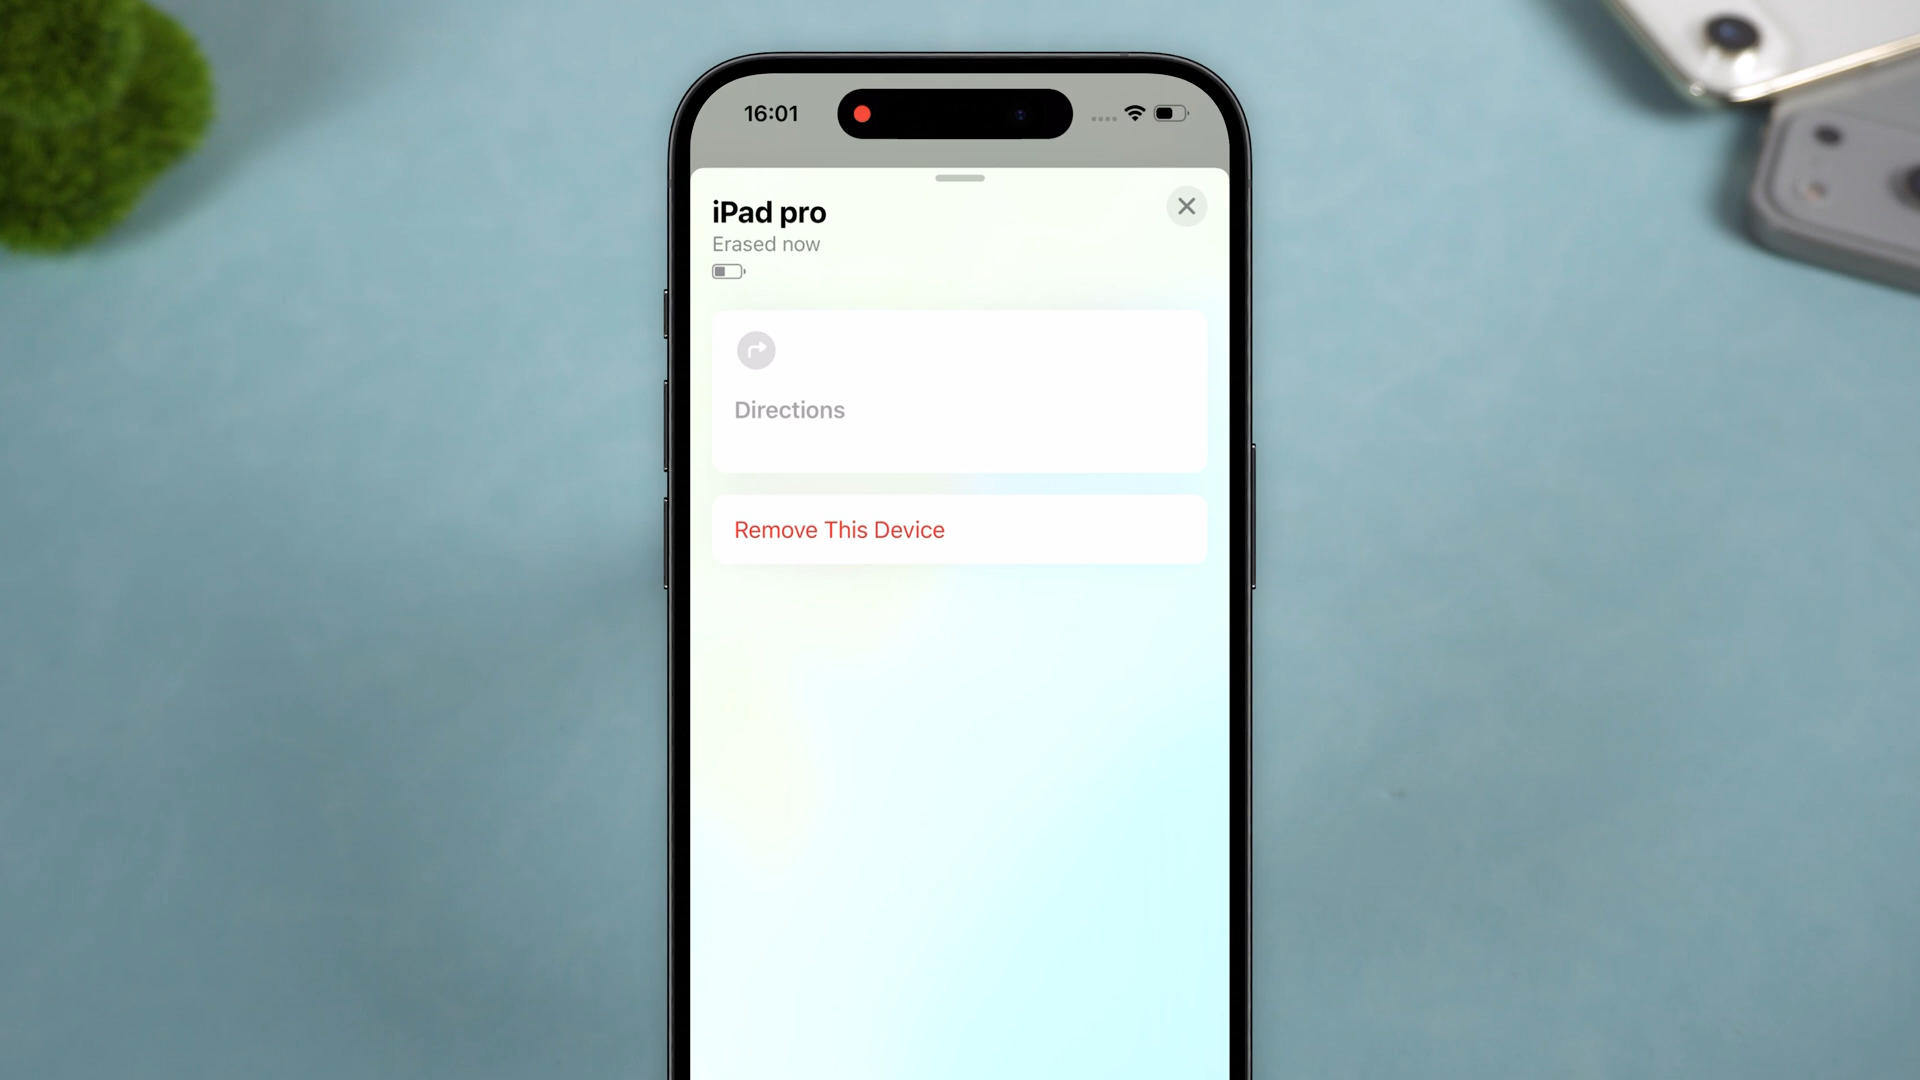 16:01
iPad pro
Erased now
Directions
Remove This Device